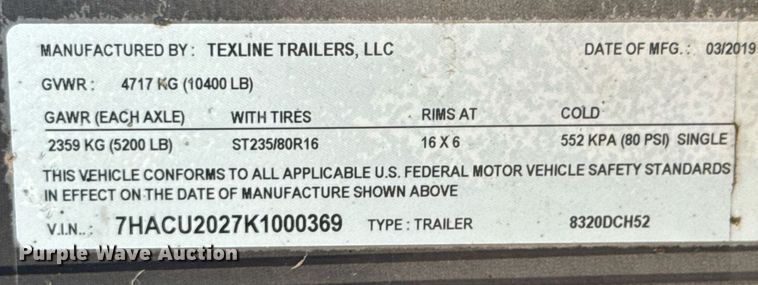 MANUFACTURED BY: TEXLINE TRAILERS, LLC DATE OF MFG.: 03/2019
GVWR: 4717 KG (10400 LB)
GAWR (EACH AXLE) WITH TIRES RIMS AT COLD
2359 KG (5200 LB) ST235/80R16 16 X 6 552 KPA (80 PSI) SINGLE
THIS VEHICLE CONFORMS TO ALL APPLICABLE U.S. FEDERAL MOTOR VEHICLE SAFETY STANDARDS
IN EFFECT ON THE DATE OF MANUFACTURE SHOWN ABOVE
V.I.N..: 7HACU2027K1000369 TYPE: TRAILER 8320DCH52
Purple Wave Auction